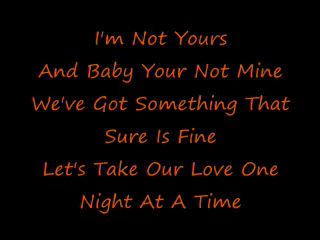 I'm Not Yours
And Baby Your Not Mine
We've Got Something That
Sure Is Fine
Let's Take Our Love One
Night At A Time